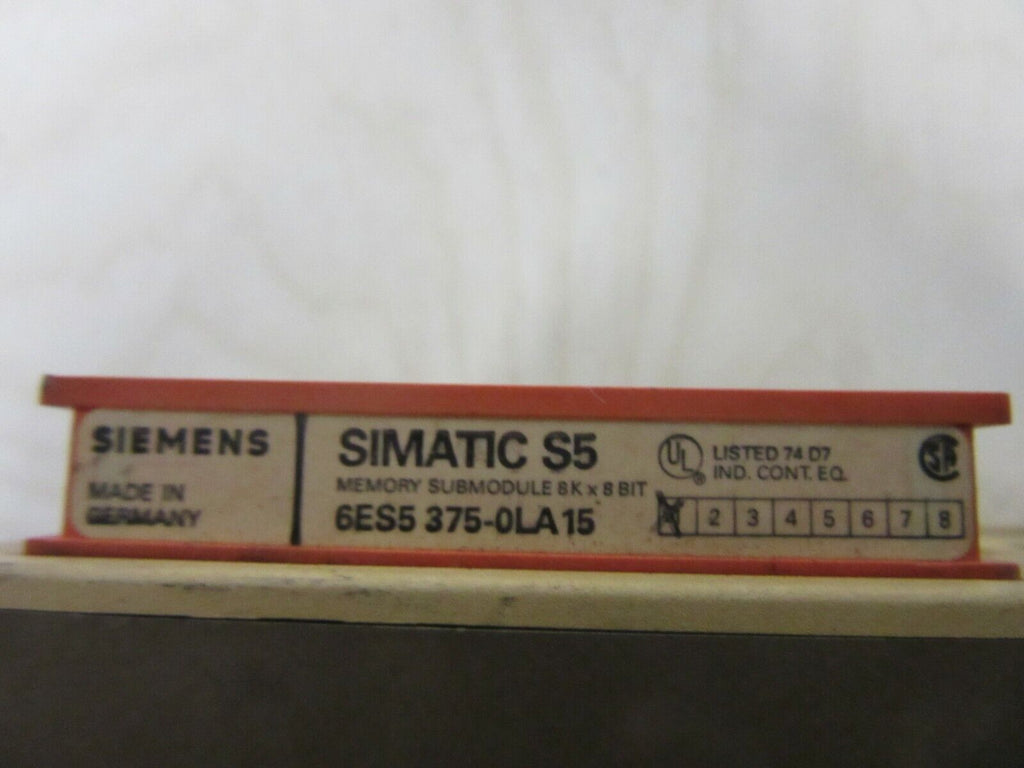 SIEMENS
MADE IN
GERMANY
SIMATIC S5
MEMORY SUBMODULE 8K x 8 BIT
6ES5 375-0LA15
UL ® LISTED 74 D7
IND. CONT. EQ.
2 3 4 5 6 7 8